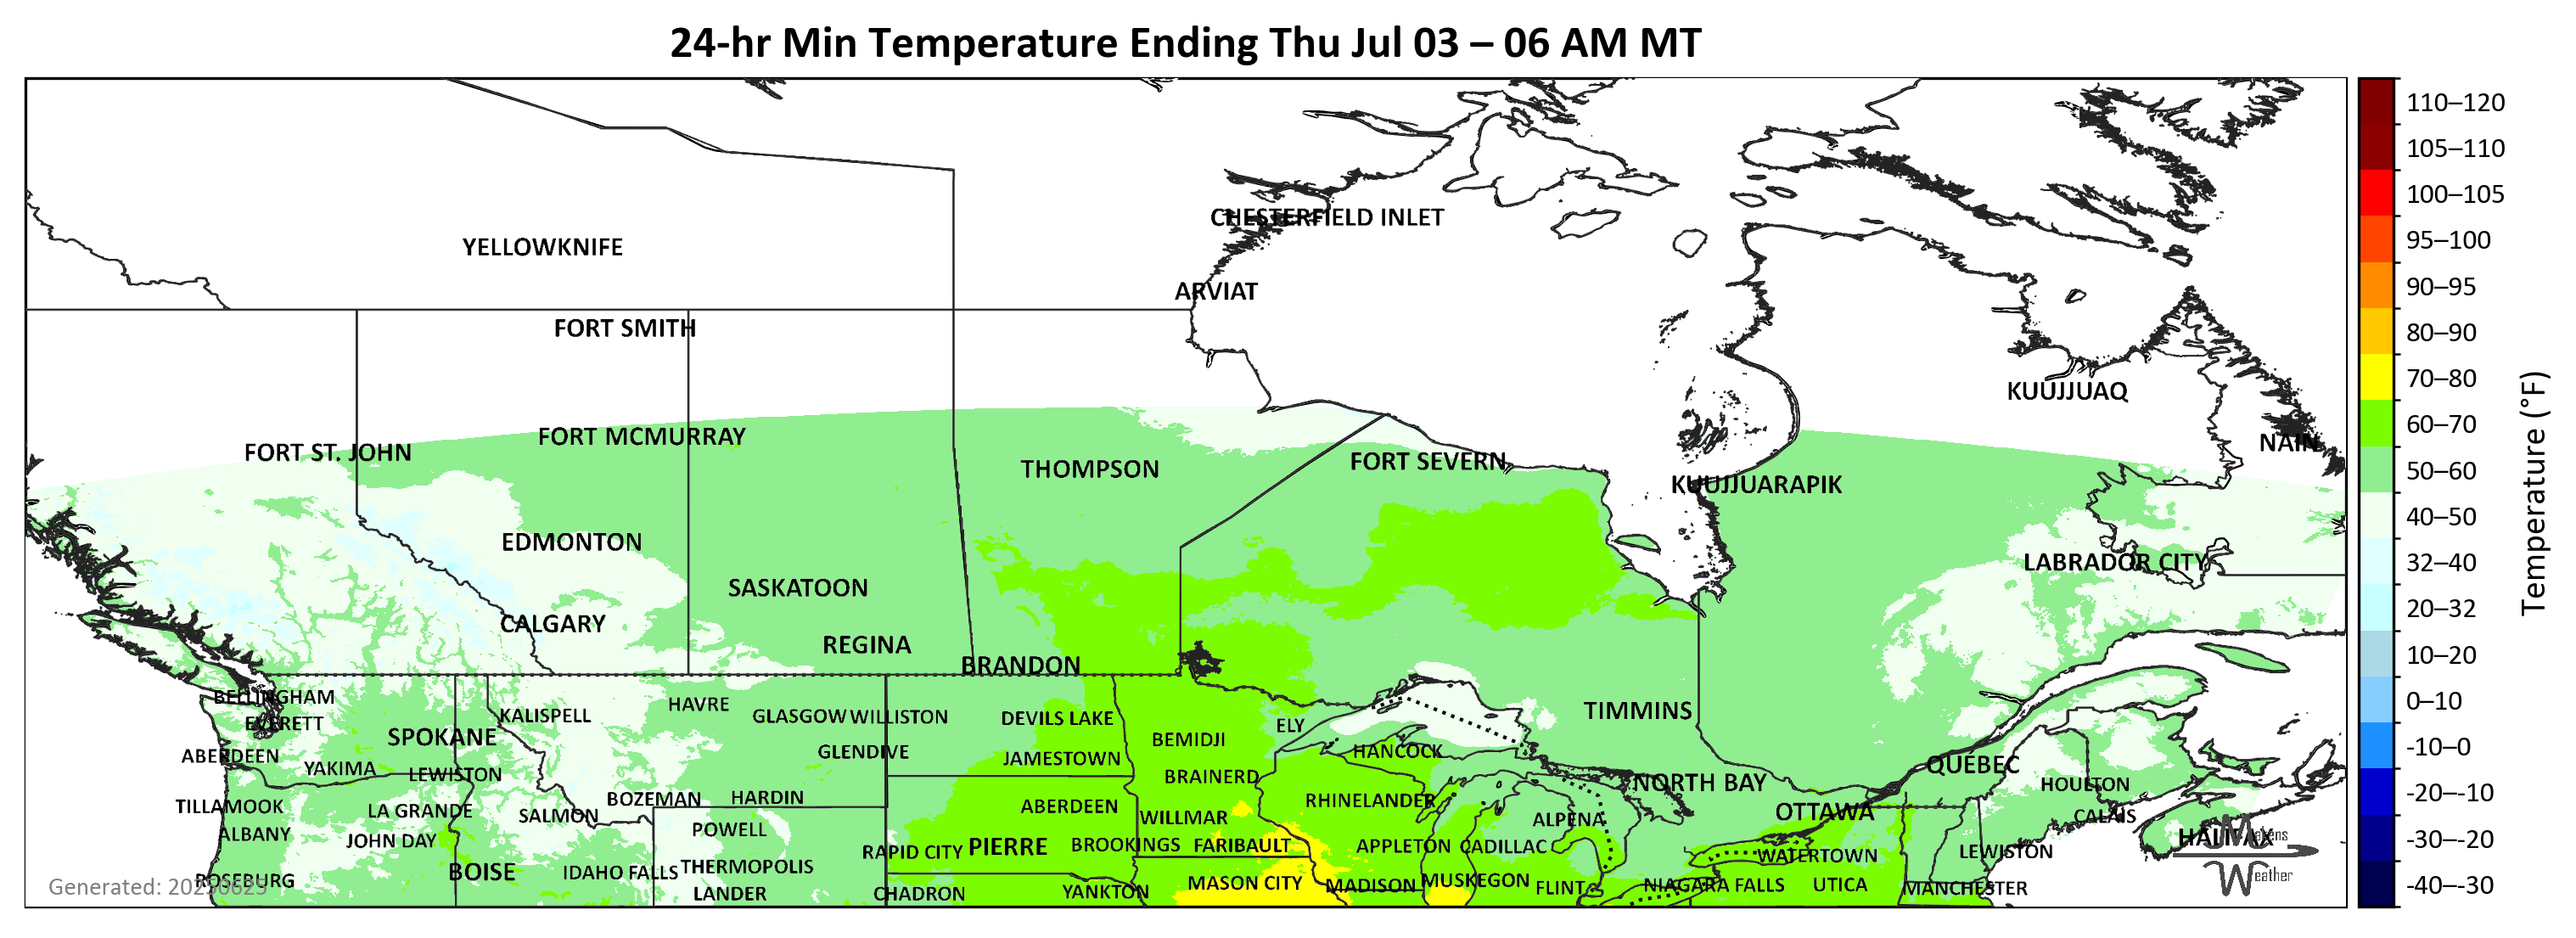 24-hr Min Temperature Ending Thu Jul 03 – 06 AM MT
110–120
105–110
100–105
95–100
90–95
80–90
70–80
60–70
50–60
40–50
32–40
20–32
10–20
0–10
-10–0
-20–-10
-30–-20
-40–-30
Temperature (°F)
CHESTERFIELD INLET
YELLOWKNIFE
ARVIAT
FORT SMITH
KUUJJUAQ
FORT MCMURRAY
NAIN
FORT ST. JOHN
FORT SEVERN
THOMPSON
KUUJJUARAPIK
EDMONTON
LABRADOR CITY
SASKATOON
CALGARY
REGINA
BRANDON
BELLINGHAM
HAVRE
TIMMINS
KALISPELL
GLASGOW
WILLISTON
DEVILS LAKE
EVERETT
ELY
SPOKANE
BEMIDJI
GLENDIVE
HANCOCK
ABERDEEN
JAMESTOWN
QUÉBEC
YAKIMA
LEWISTON
BRAINERD
NORTH BAY
HOULTON
BOZEMAN
HARDIN
RHINELANDER
TILLAMOOK
ABERDEEN
LA GRANDE
OTTAWA
SALMON
WILLMAR
CALAIS
ALPENA
ALBANY
POWELL
HALIFAX
Makens
JOHN DAY
BROOKINGS
FARIBAULT
APPLETON
CADILLAC
PIERRE
RAPID CITY
LEWISTON
WATERTOWN
THERMOPOLIS
BOISE
IDAHO FALLS
Weather
ROSEBURG
MUSKEGON
MASON CITY
MADISON
NIAGARA FALLS
UTICA
Generated: 20250625
FLINT
MANCHESTER
YANKTON
LANDER
CHADRON